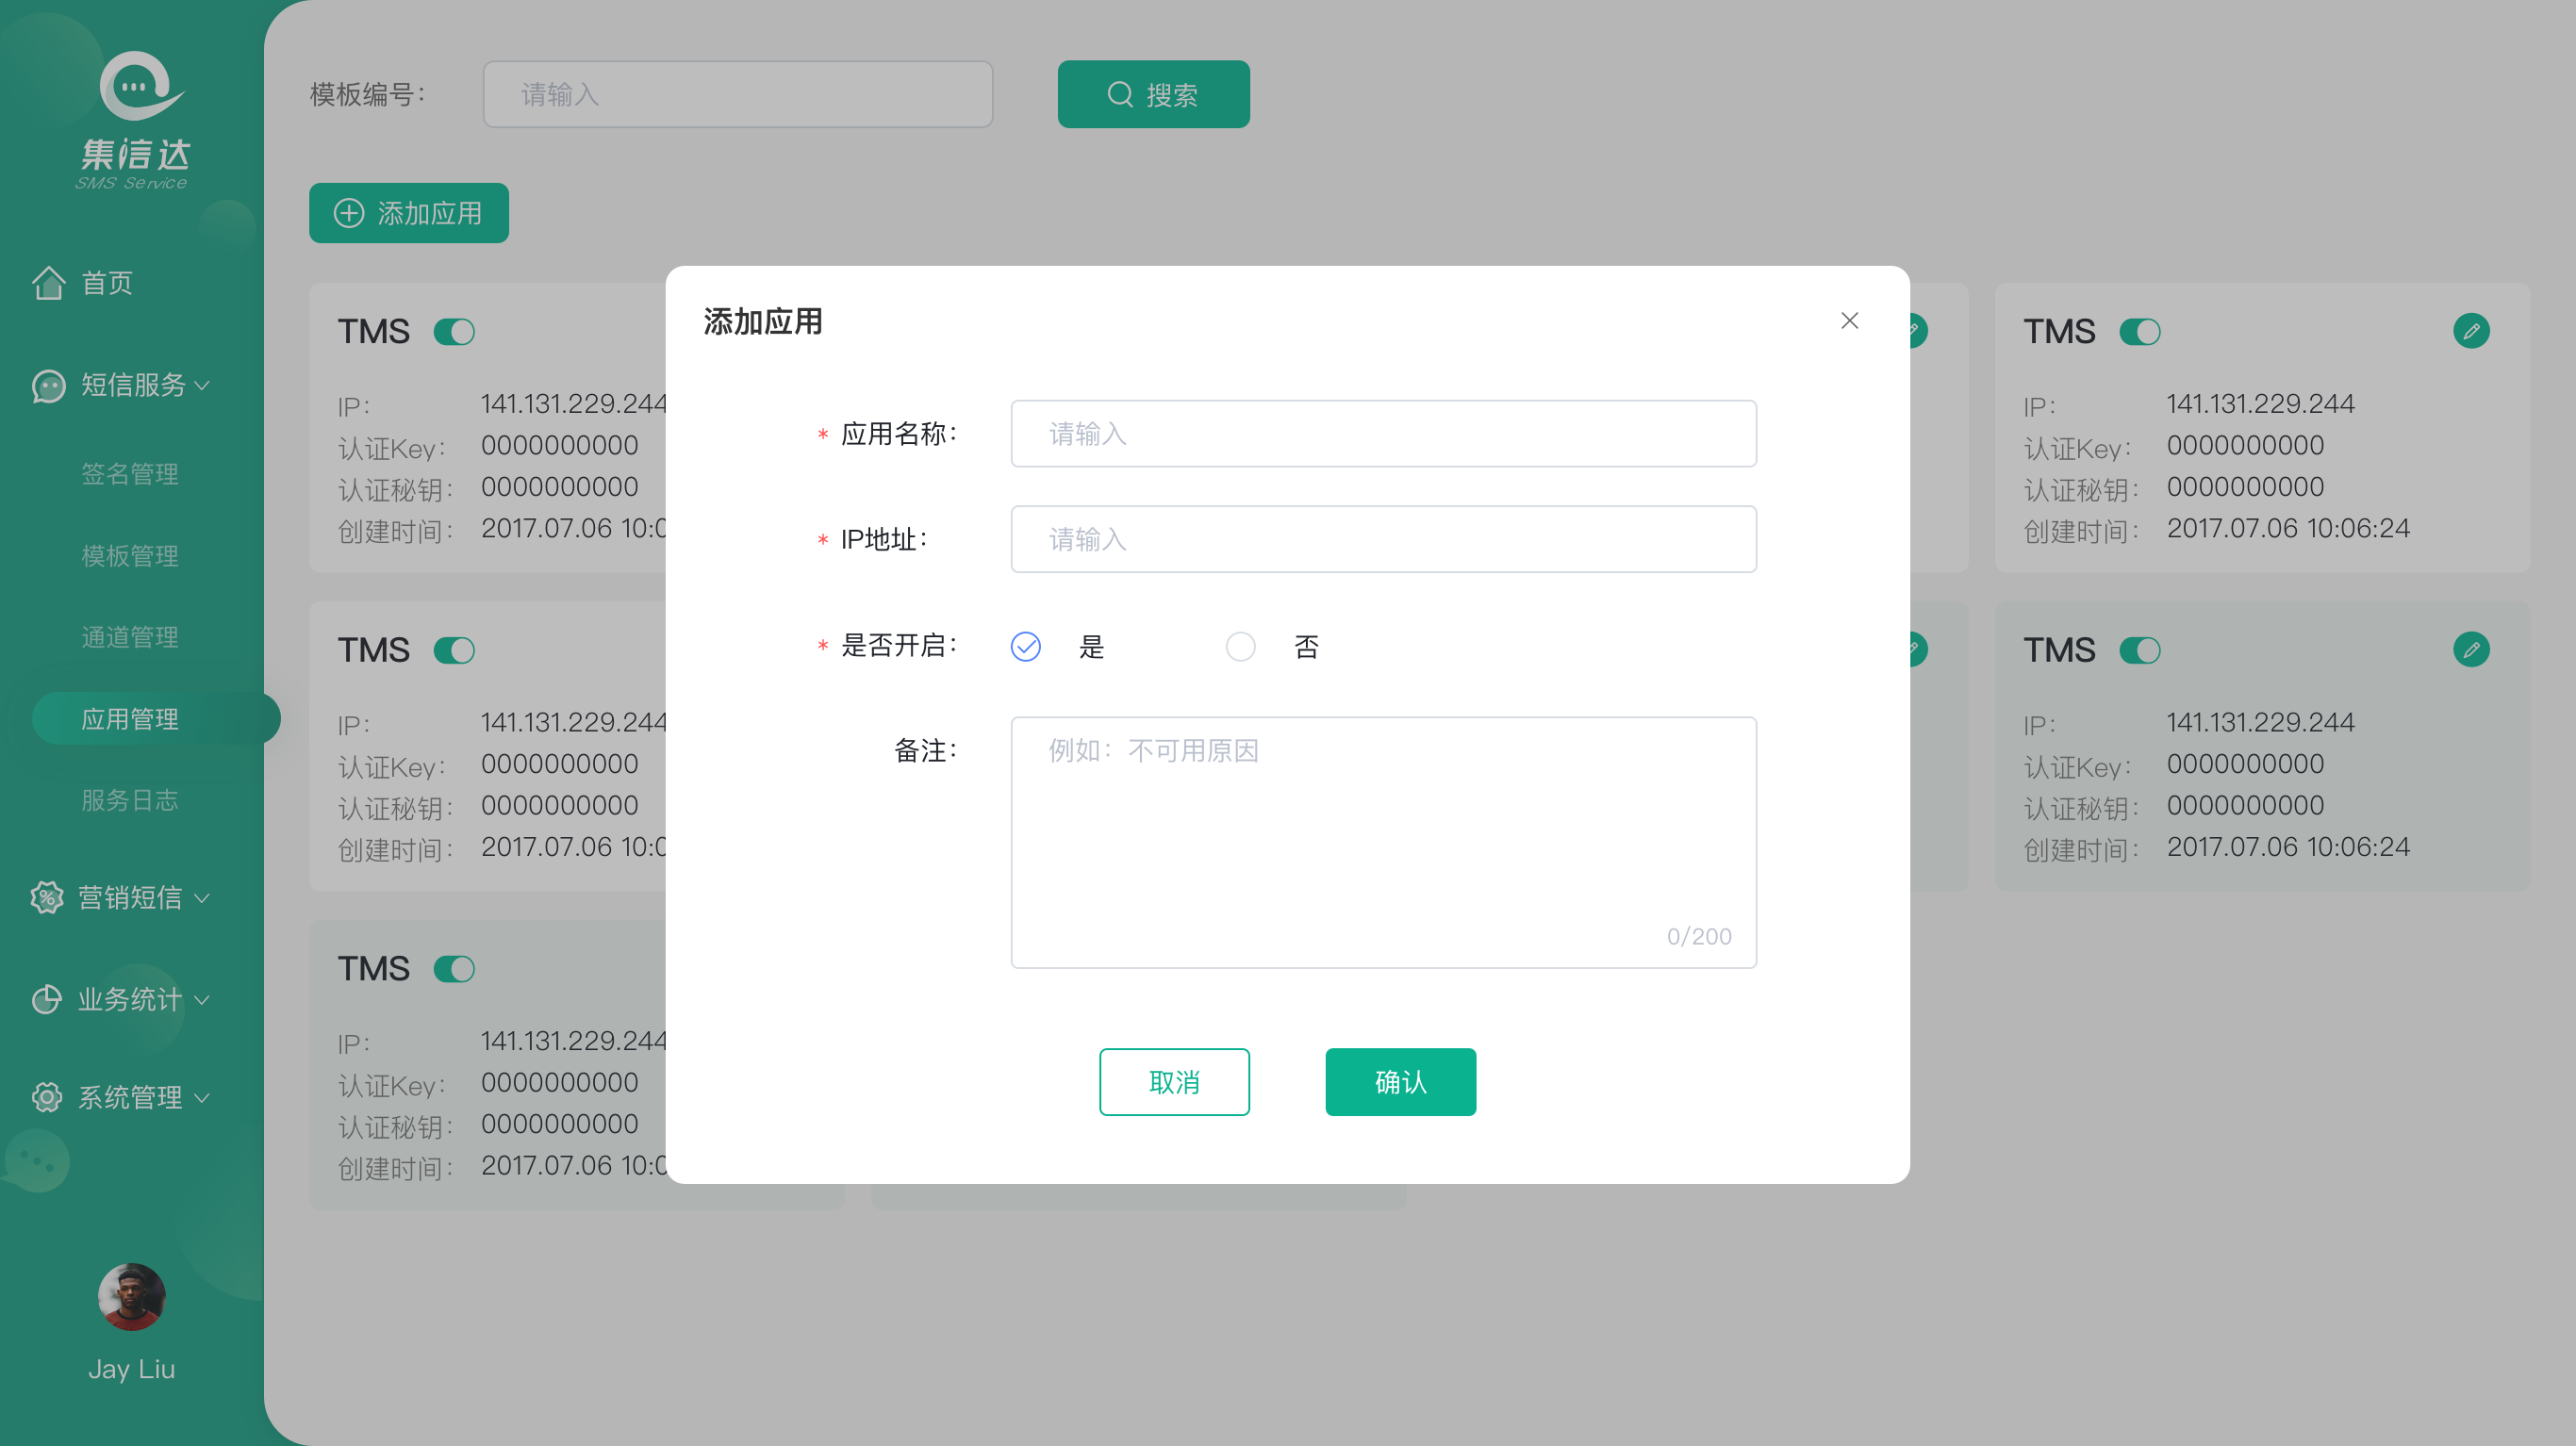 集信达
SMS Service
首页
短信服务
签名管理
模板管理
通道管理
应用管理
服务日志
营销短信
业务统计
系统管理
Jay Liu
模板编号：
请输入
搜索
添加应用
TMS
IP：
141.131.229.244
认证Key：
0000000000
认证秘钥：
0000000000
创建时间：
2017.07.06 10:0
TMS
IP：
141.131.229.244
认证Key：
0000000000
认证秘钥：
0000000000
创建时间：
2017.07.06 10:06:24
TMS
IP：
141.131.229.244
认证Key：
0000000000
认证秘钥：
0000000000
创建时间：
2017.07.06 10:0
TMS
IP：
141.131.229.244
认证Key：
0000000000
认证秘钥：
0000000000
创建时间：
2017.07.06 10:06:24
TMS
IP：
141.131.229.244
认证Key：
0000000000
认证秘钥：
0000000000
创建时间：
2017.07.06 10:0
添加应用
* 应用名称：
请输入
* IP地址：
请输入
* 是否开启：
是
否
备注：
例如：不可用原因
0/200
取消
确认